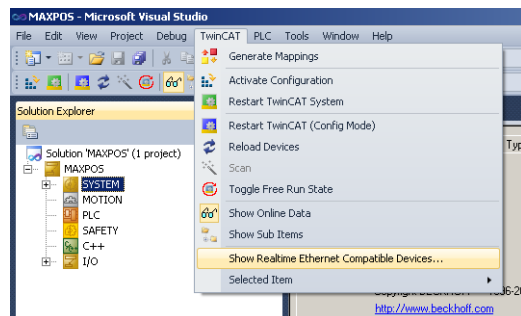 MAXPOS - Microsoft Visual Studio
File Edit View Project Debug TwinCAT PLC Tools Window Help
Generate Mappings
Activate Configuration
Restart TwinCAT System
Restart TwinCAT (Config Mode)
Reload Devices
Scan
Toggle Free Run State
Show Online Data
Show Sub Items
Show Realtime Ethernet Compatible Devices...
Selected Item
Solution Explorer
Solution 'MAXPOS' (1 project)
MAXPOS
SYSTEM
MOTION
PLC
SAFETY
C++
I/O
Typ
http://www.beckhoff.com